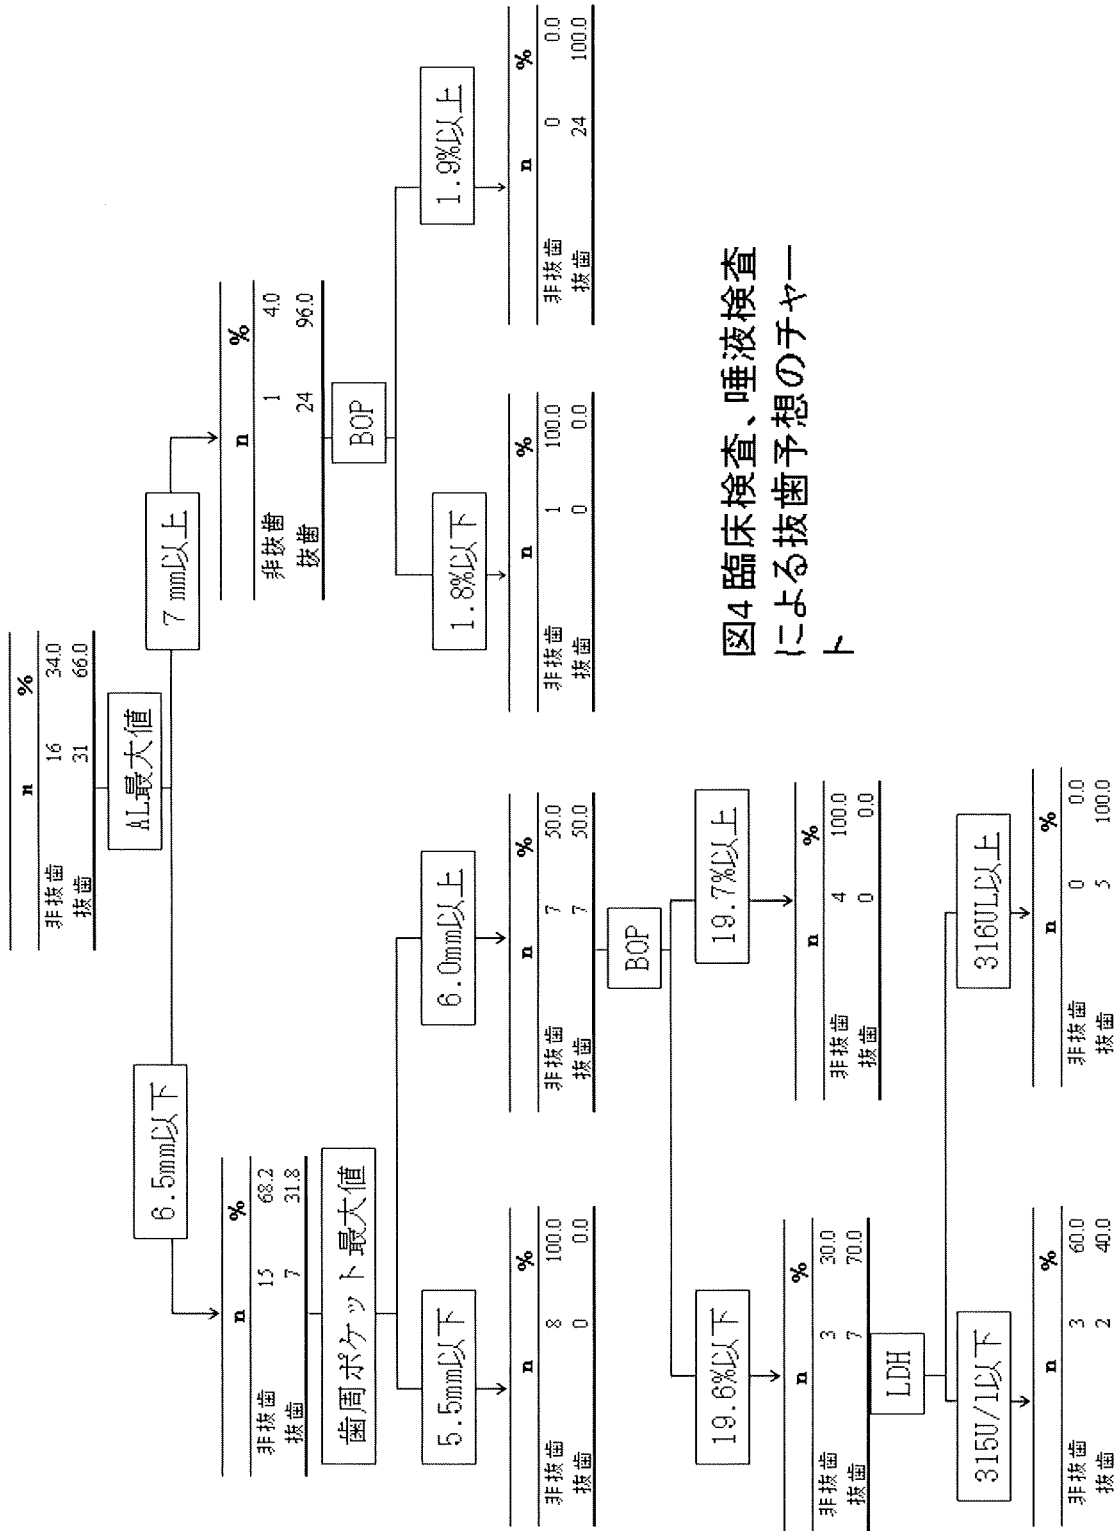 n %
非抜歯 16 34.0
抜歯 31 66.0
AL最大値
6.5mm以下
7 mm以上
n %
非抜歯 15 68.2
抜歯 7 31.8
n %
非抜歯 1 4.0
抜歯 24 96.0
歯周ポケット最大値
BOP
5.5mm以下
6.0mm以上
1.8%以下
1.9%以上
n %
非抜歯 8 100.0
抜歯 0 0.0
n %
非抜歯 7 50.0
抜歯 7 50.0
n %
非抜歯 1 100.0
抜歯 0 0.0
n %
非抜歯 0 0.0
抜歯 24 100.0
BOP
19.6%以下
19.7%以上
n %
非抜歯 3 30.0
抜歯 7 70.0
n %
非抜歯 4 100.0
抜歯 0 0.0
LDH
315U/l以下
316UL以上
n %
非抜歯 3 60.0
抜歯 2 40.0
n %
非抜歯 0 0.0
抜歯 5 100.0
図4 臨床検査、唾液検査
による抜歯予想のチャー
ト